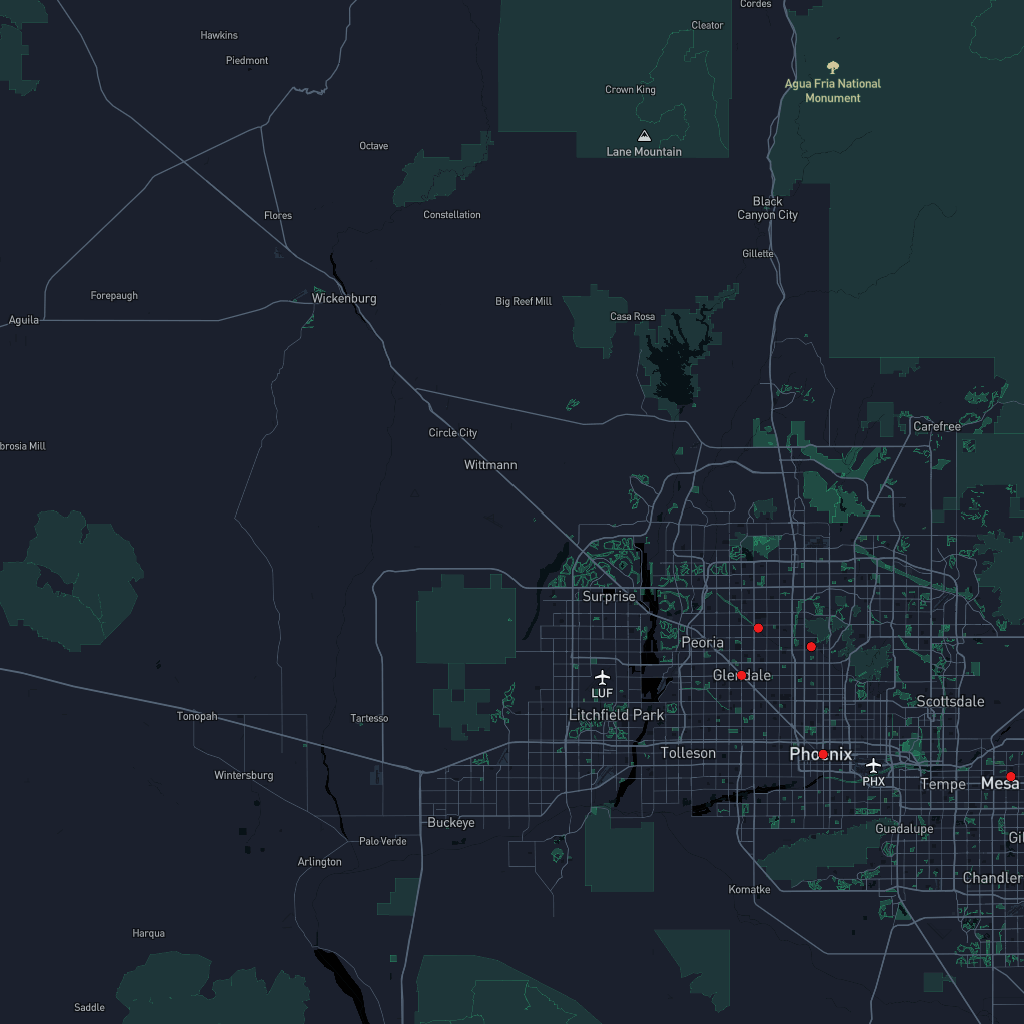 Cordes
Cleator
Hawkins
Piedmont
Agua Fria National
Monument
Crown King
Octave
Lane Mountain
Black
Canyon City
Flores
Constellation
Gillette
Forepaugh
Wickenburg
Big Reef Mill
Aguila
Casa Rosa
Carefree
Circle City
brosia Mill
Wittmann
Surprise
Peoria
Glendale
LUF
Scottsdale
Tonopah
Tartesso
Litchfield Park
Tolleson
Phoenix
Wintersburg
PHX
Tempe
Mesa
Buckeye
Guadalupe
Gil
Palo Verde
Arlington
Chandler
Komatke
Harqua
Saddle